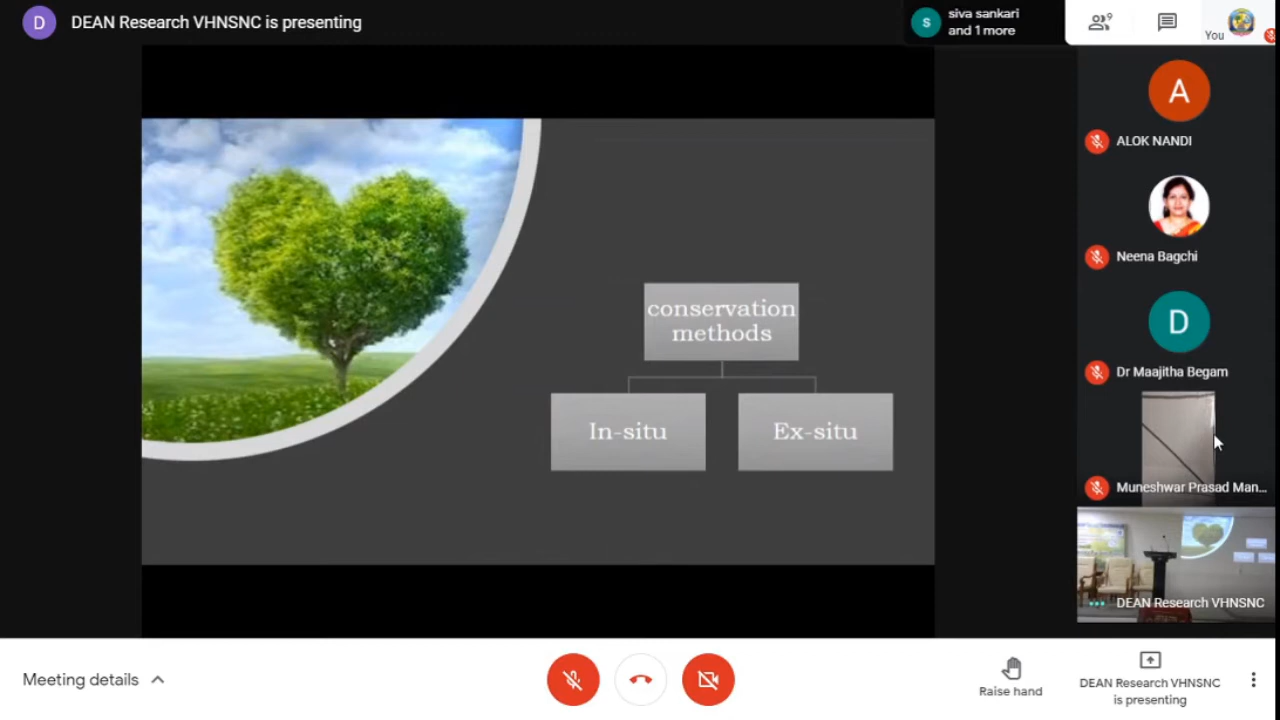 D
DEAN Research VHNSNC is presenting
S
siva sankari
and 1 more
9
You
A
ALOK NANDI
Neena Bagchi
D
Dr Maajitha Begam
Muneshwar Prasad Man...
DEAN Research VHNSNC
conservation
methods
In-situ
Ex-situ
Meeting details
Raise hand
DEAN Research VHNSNC
is presenting